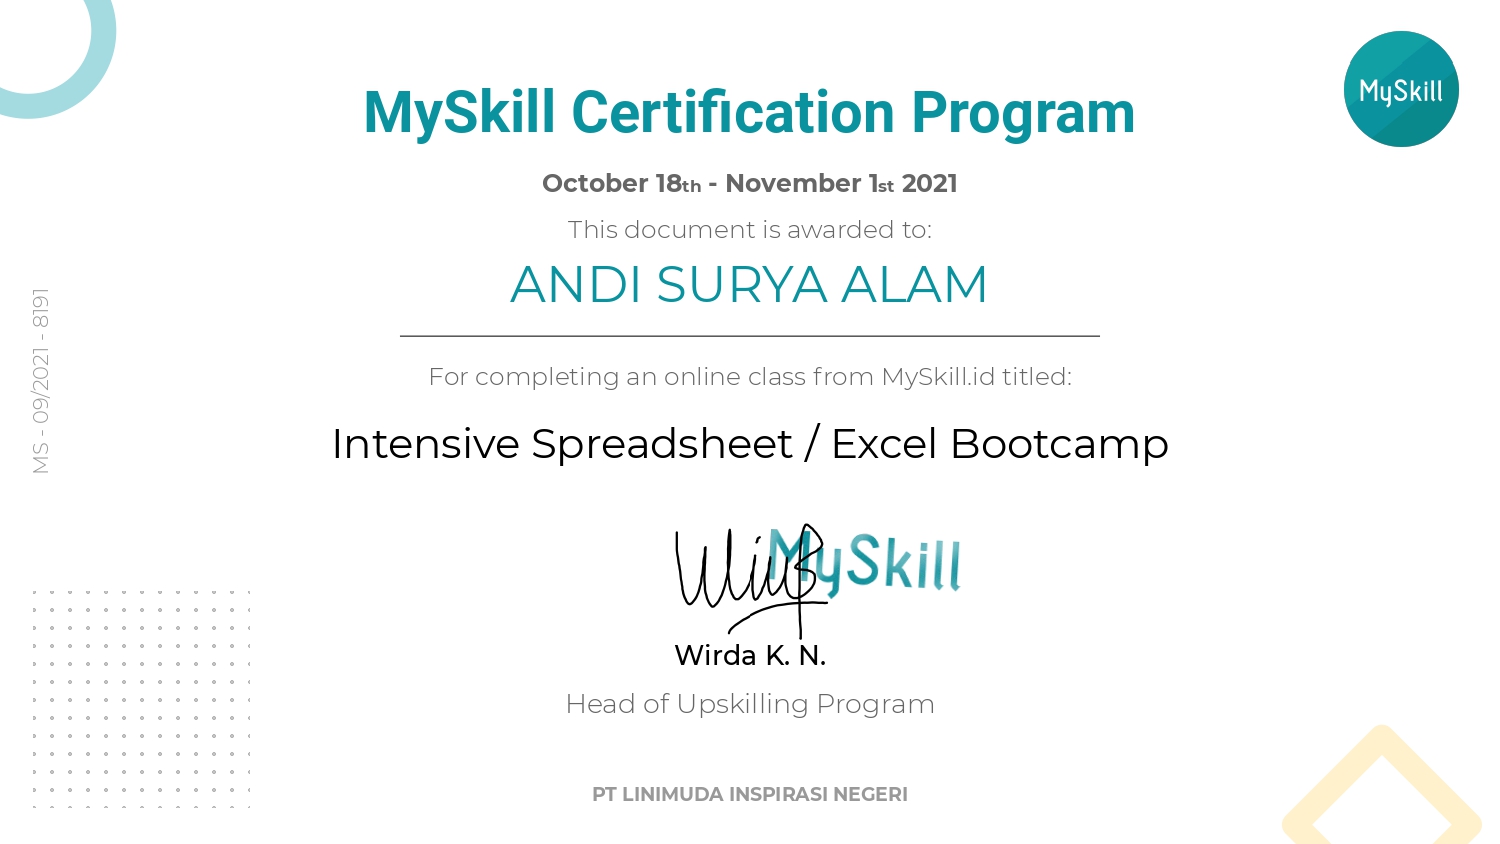 MySkill
MySkill Certification Program
October 18th - November 1st 2021
This document is awarded to:
ANDI SURYA ALAM
For completing an online class from MySkill.id titled:
Intensive Spreadsheet / Excel Bootcamp
MS - 09/2021 - 8191
MySkill
Wirda K. N.
Head of Upskilling Program
PT LINIMUDA INSPIRASI NEGERI